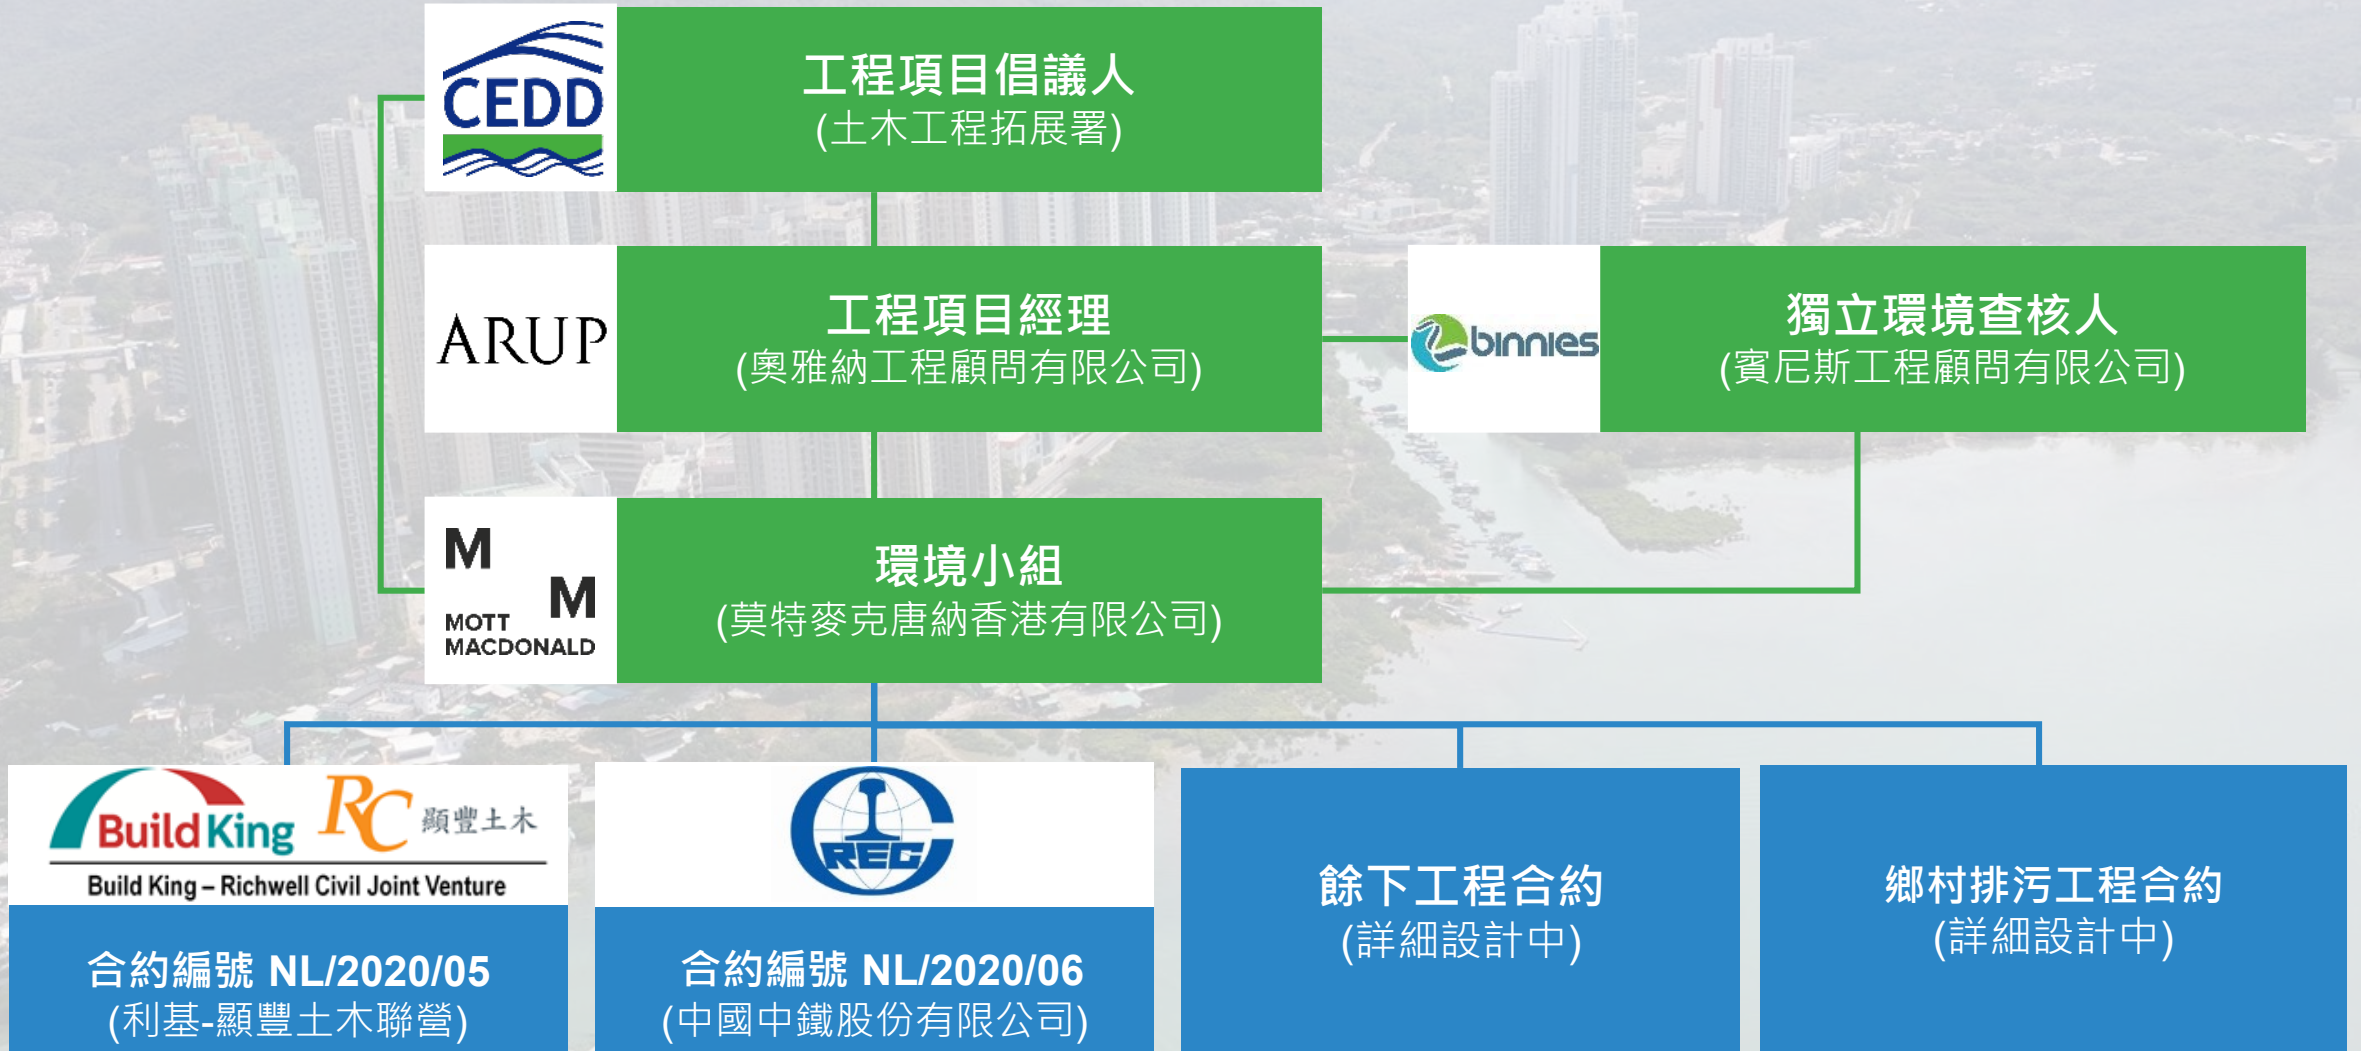 CEDD
工程項目倡議人
(土木工程拓展署)
ARUP
工程項目經理
(奧雅納工程顧問有限公司)
binnies
獨立環境查核人
(賓尼斯工程顧問有限公司)
M
M
MOTT
MACDONALD
環境小組
(莫特麥克唐納香港有限公司)
Build King
RC 顯豐土木
Build King – Richwell Civil Joint Venture
合約編號 NL/2020/05
(利基-顯豐土木聯營)
CREC
合約編號 NL/2020/06
(中國中鐵股份有限公司)
餘下工程合約
(詳細設計中)
鄉村排污工程合約
(詳細設計中)